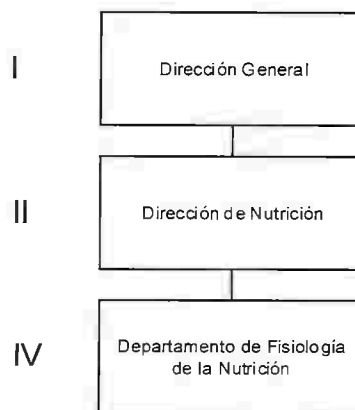 I
Dirección General
II
Dirección de Nutrición
IV
Departamento de Fisiología
de la Nutrición